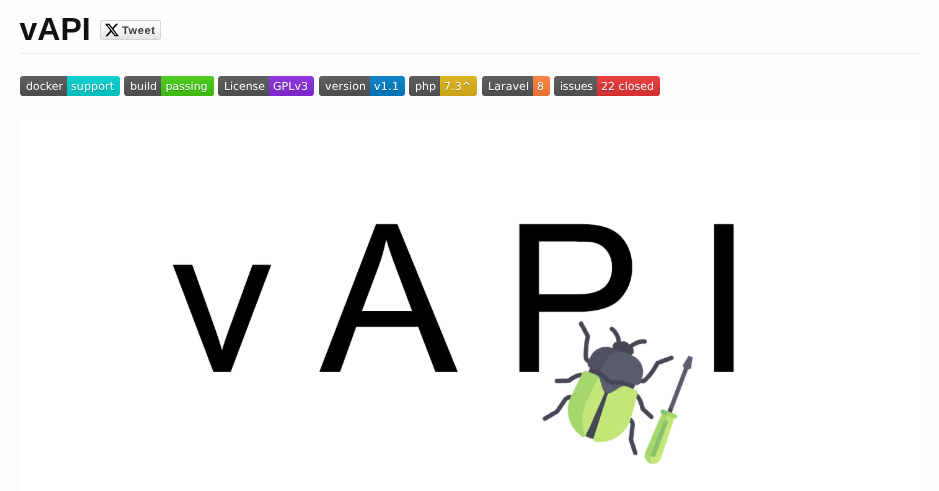 vAPI Tweet
docker support build passing License GPLv3 version v1.1 php 7.3^ Laravel 8 issues 22 closed
vAPI